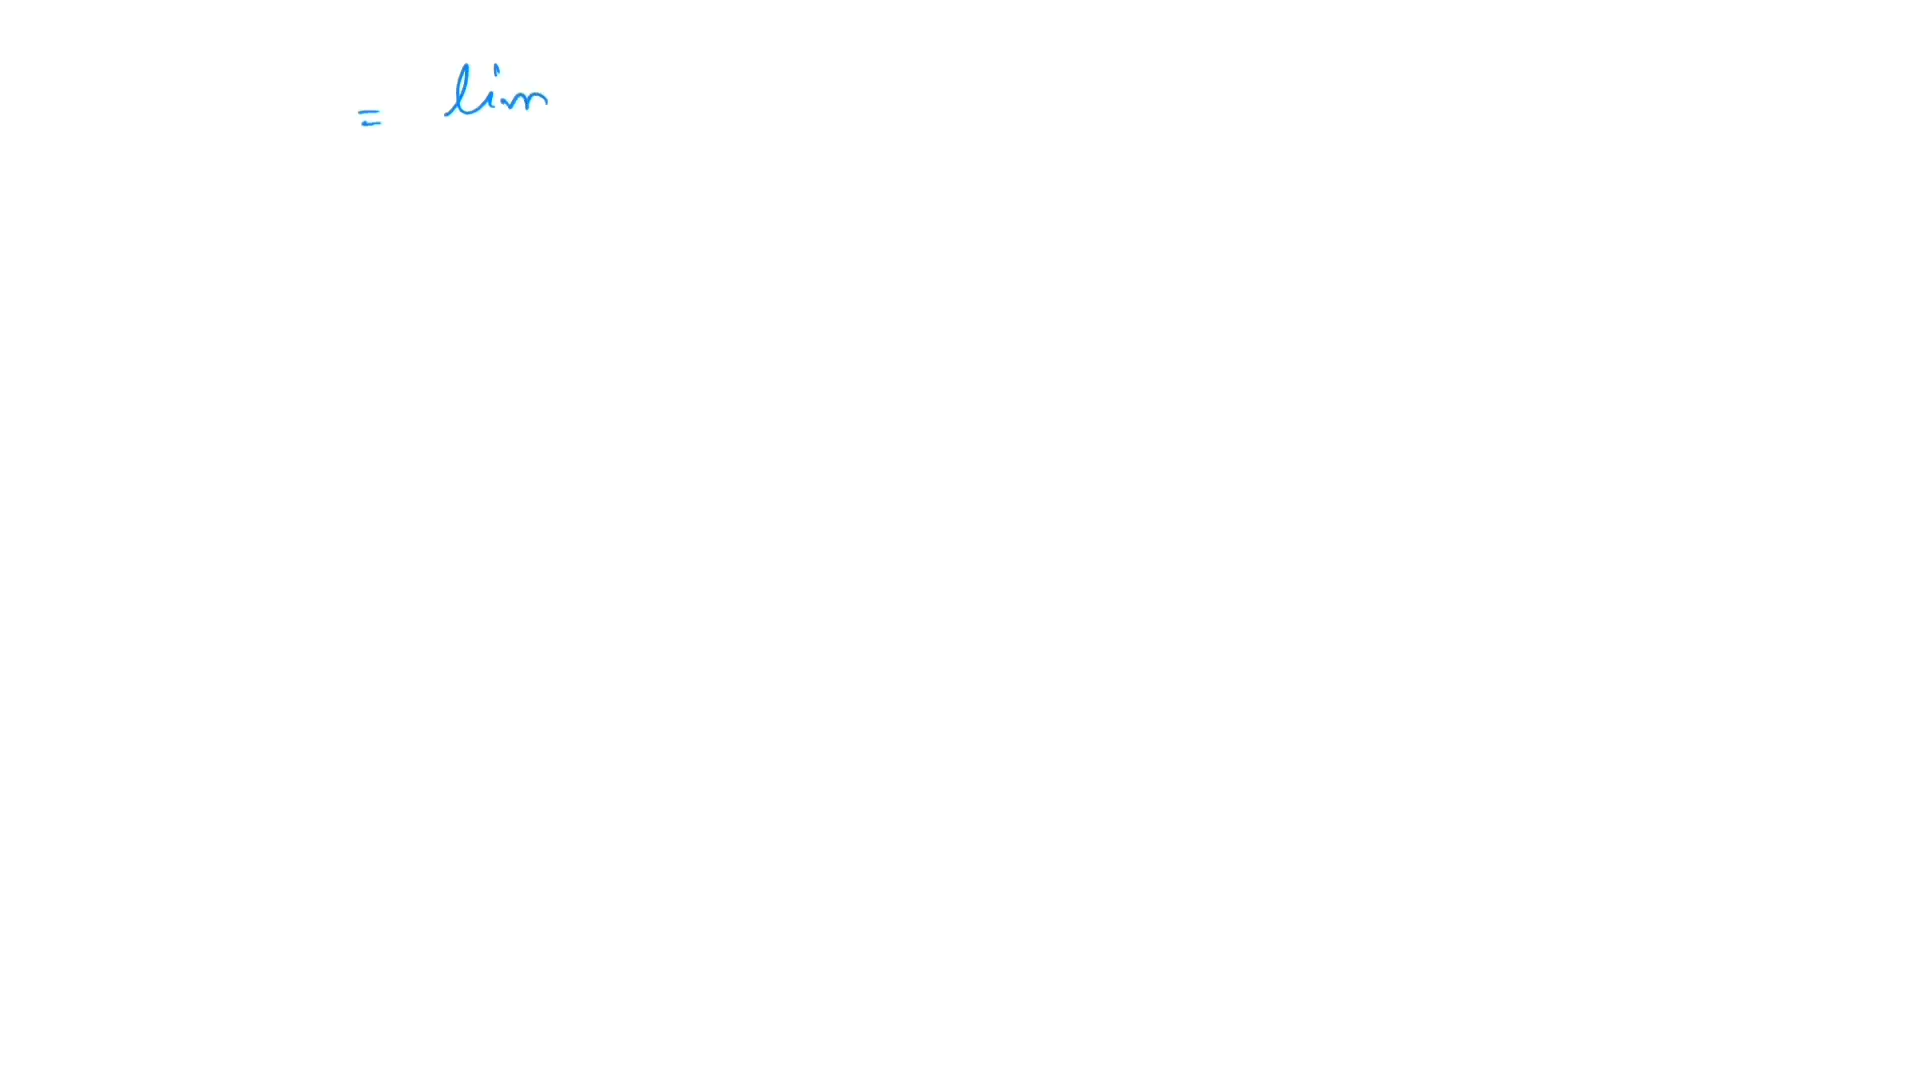 = lim